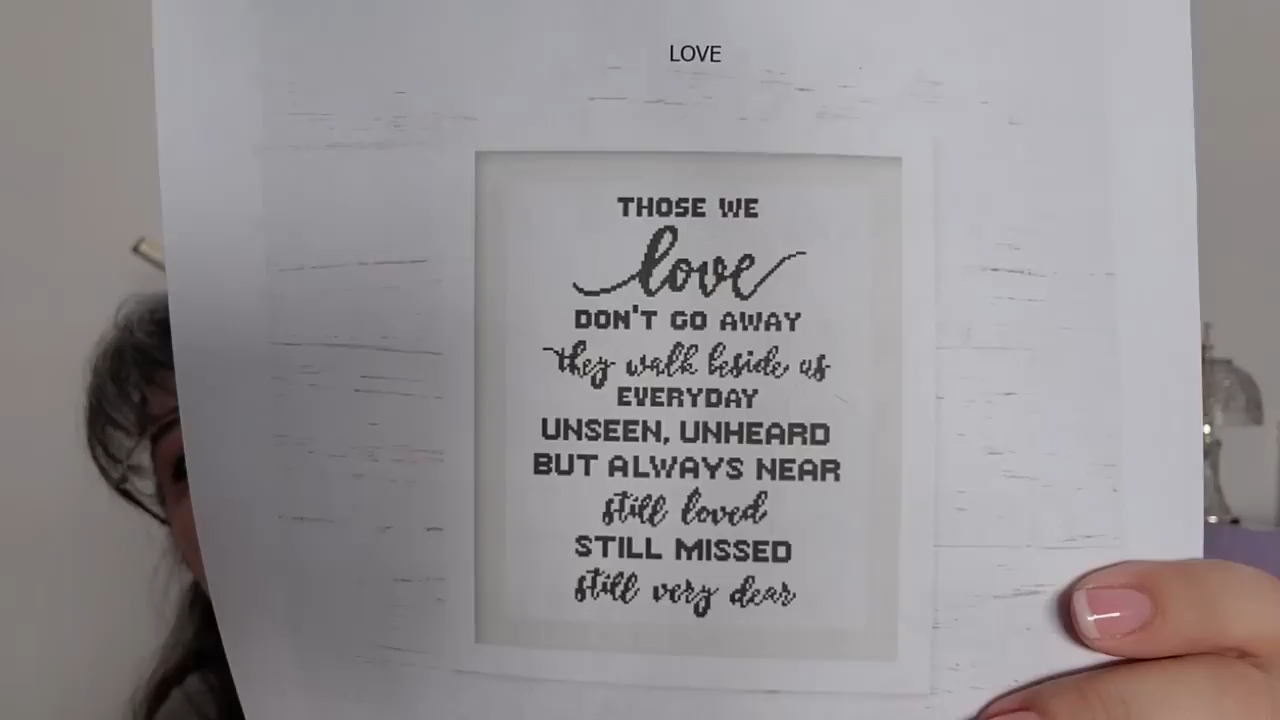 LOVE
THOSE WE
love
DON'T GO AWAY
they walk beside us
EVERYDAY
UNSEEN, UNHEARD
BUT ALWAYS NEAR
still loved
STILL MISSED
still very dear